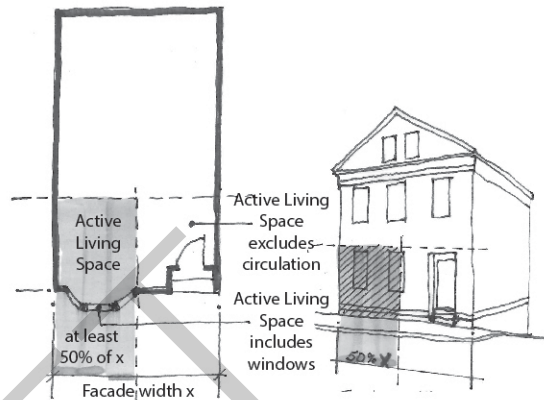 Active
Living
Space
Active Living
Space
excludes
circulation
Active Living
Space
includes
windows
at least
50% of x
Facade width x
50% X